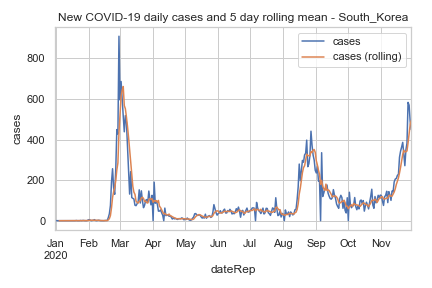 New COVID-19 daily cases and 5 day rolling mean - South_Korea
cases
cases (rolling)
cases
800
600
400
200
0
Jan Feb Mar Apr May Jun Jul Aug Sep Oct Nov
2020
dateRep